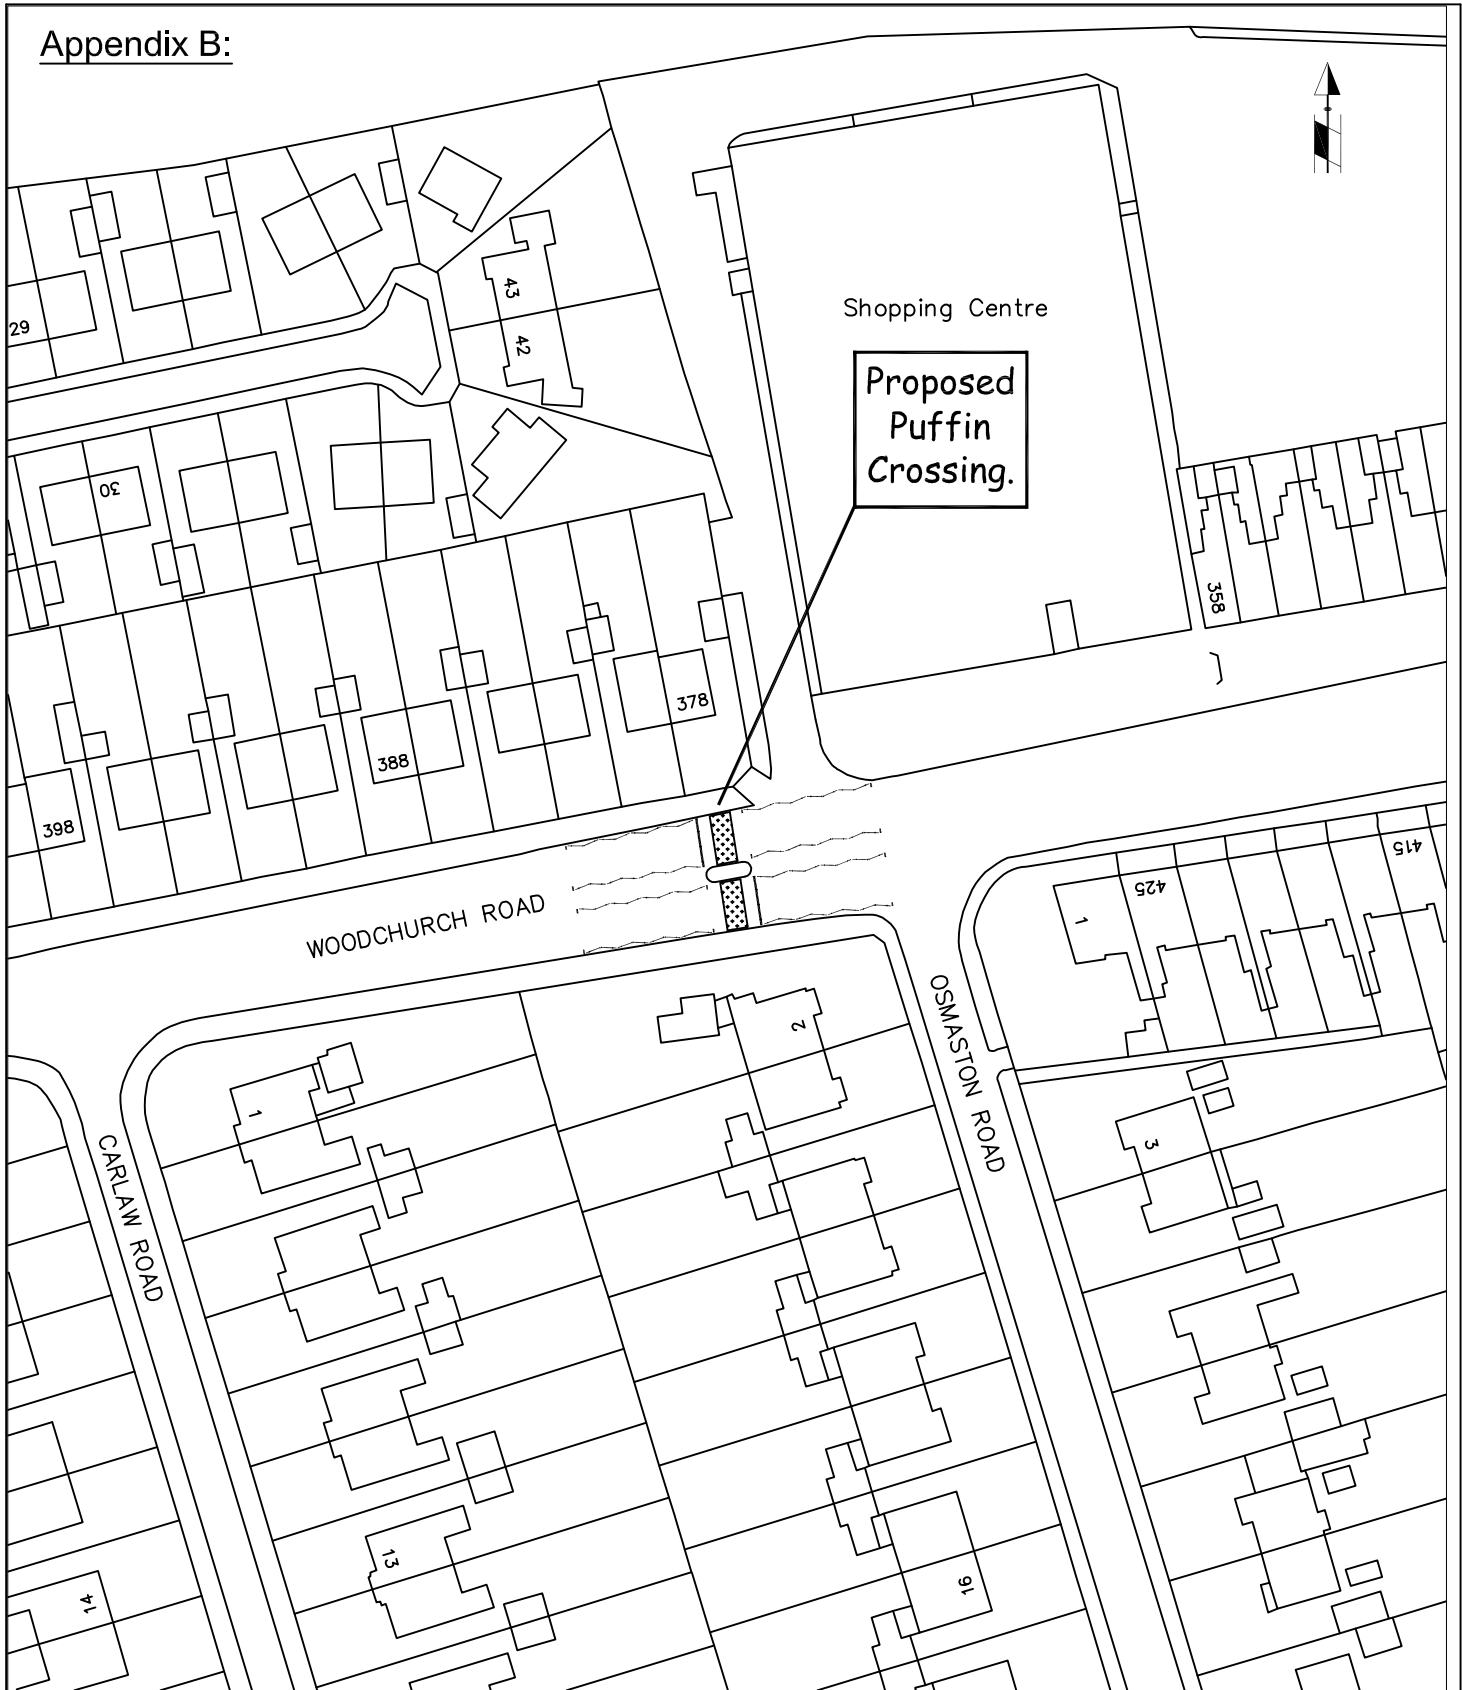 Appendix B:
29
43
42
Shopping Centre
Proposed
Puffin
Crossing.
30
358
378
388
398
415
425
1
WOODCHURCH ROAD
OSMASTON ROAD
2
1
3
CARLAW ROAD
13
16
14